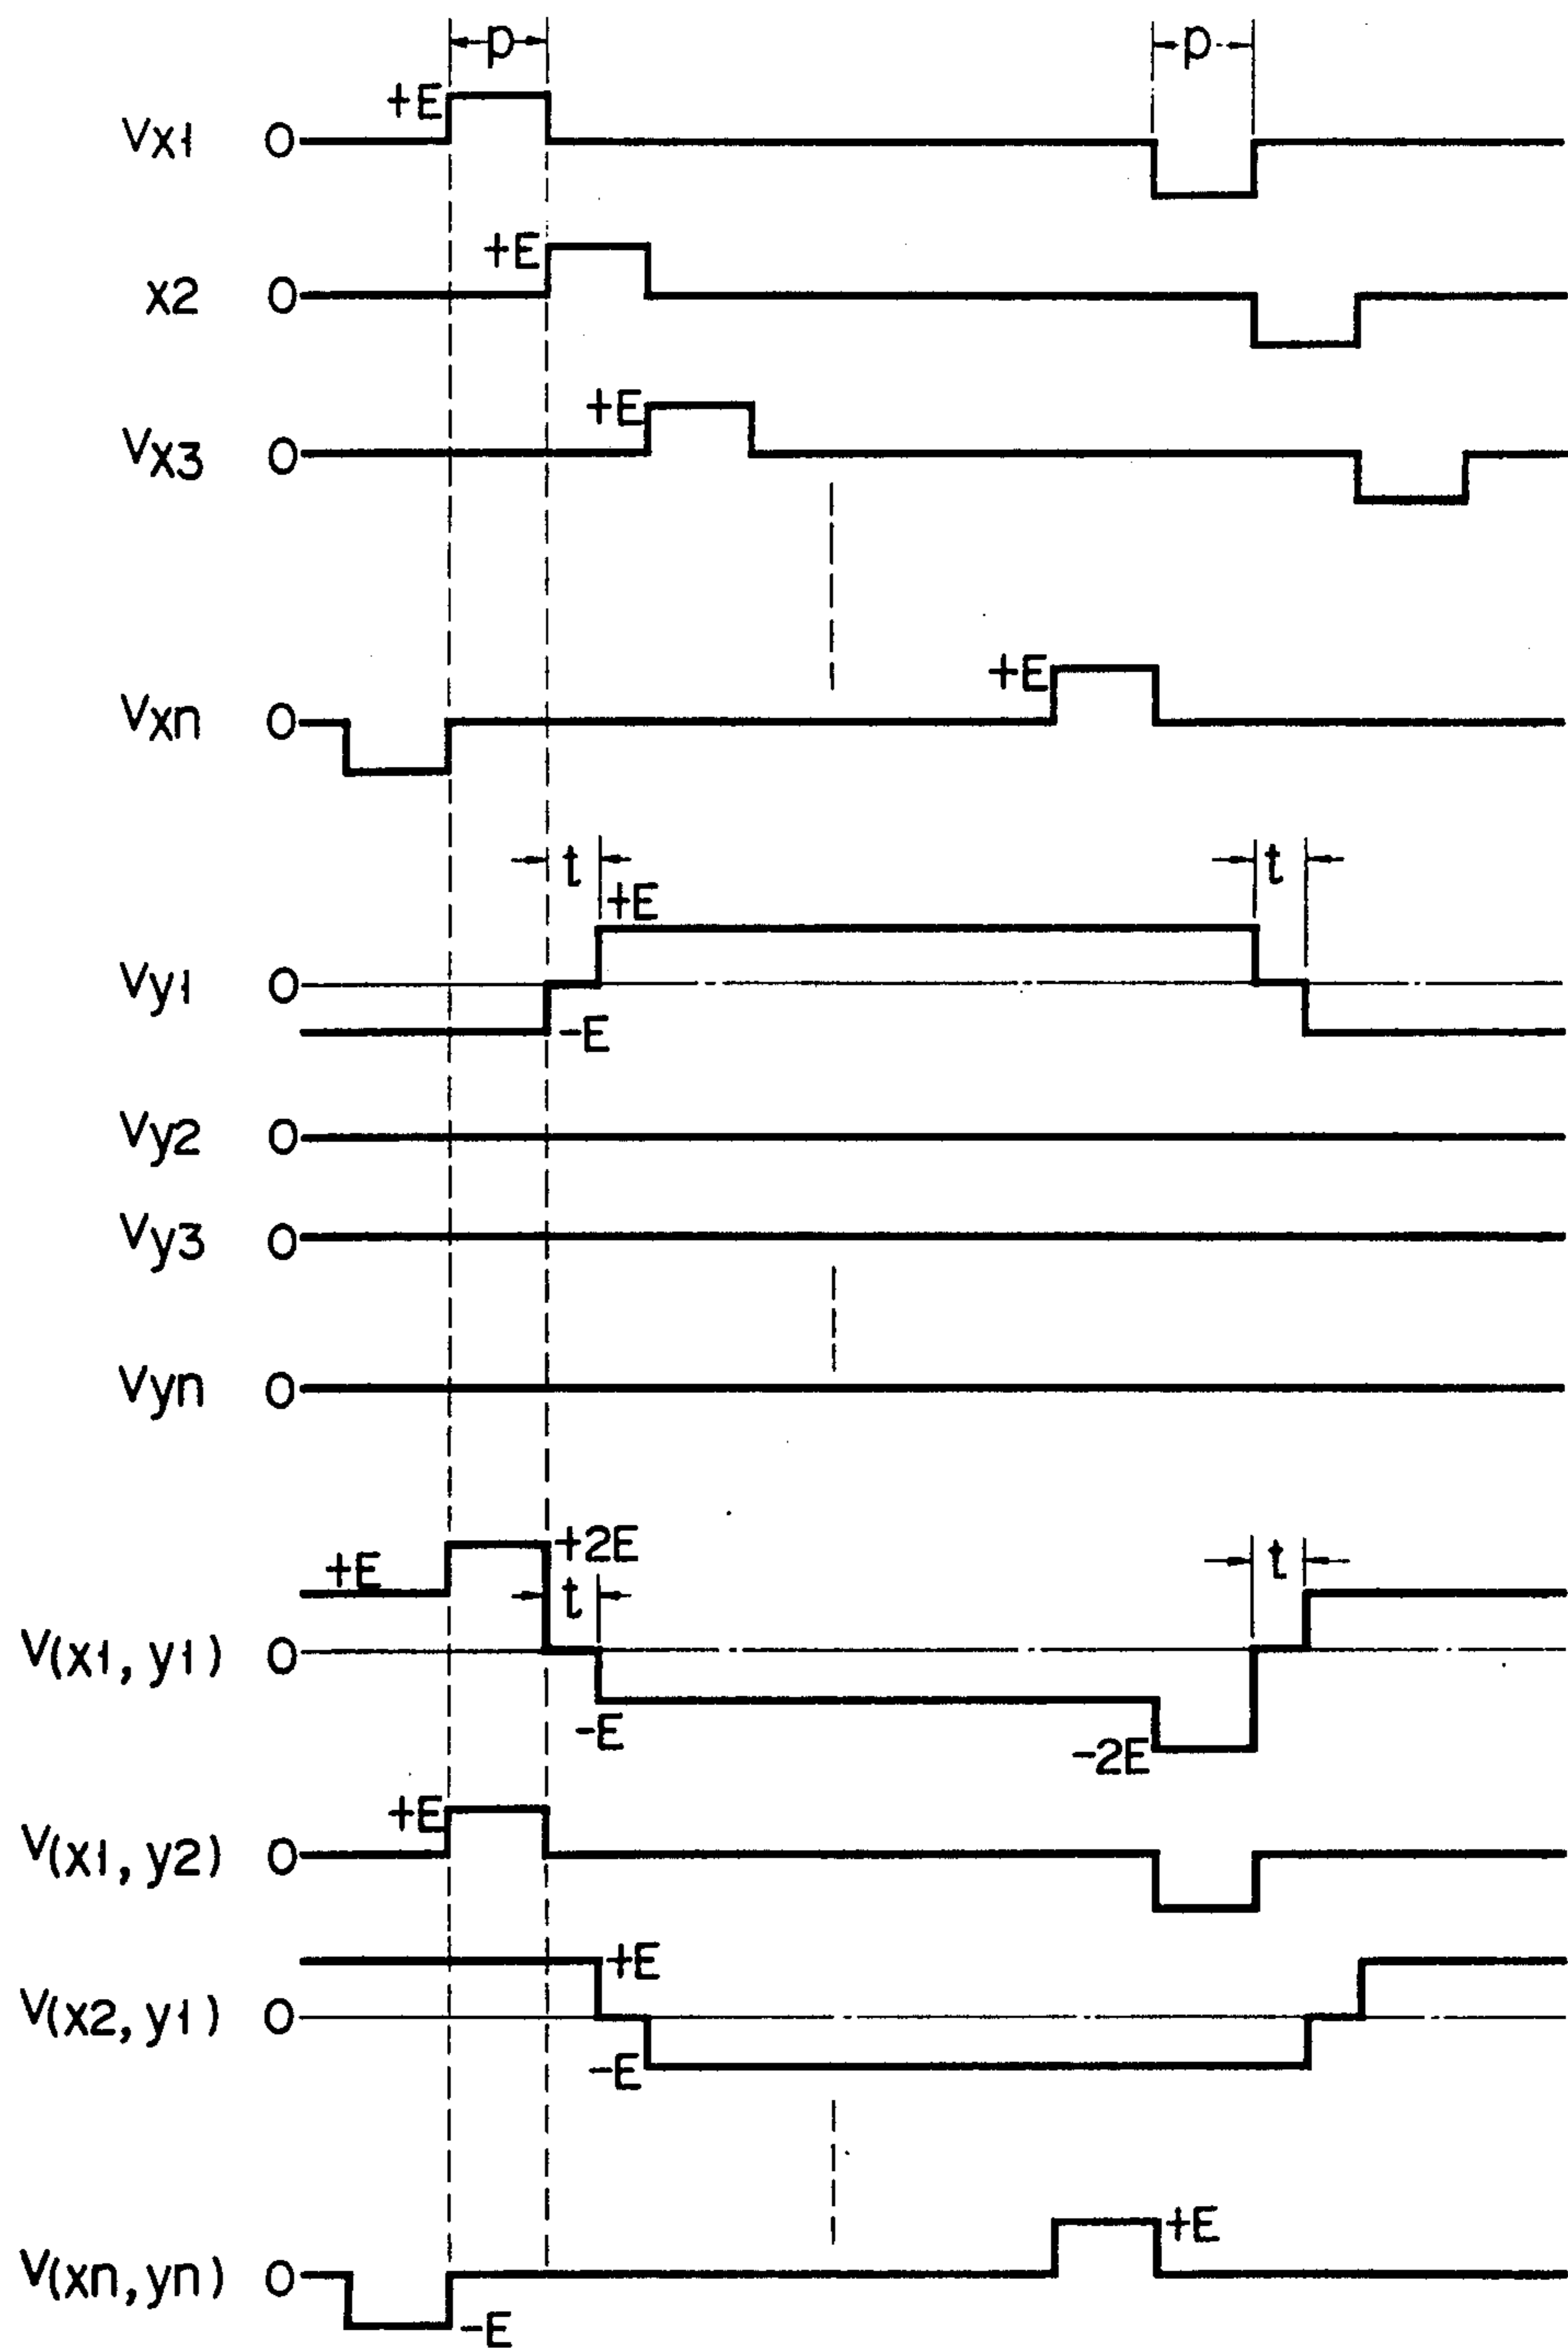 p p
+E
Vx1 0
+E
x2 0
+E
Vx3 0
+E
Vxn 0
t t
+E
Vy1 0
-E
Vy2 0
Vy3 0
Vyn 0
+2E
+E t
t
V(x1, y1) 0
-E
-2E
+E
V(x1, y2) 0
+E
V(x2, y1) 0
-E
+E
V(xn, yn) 0
-E